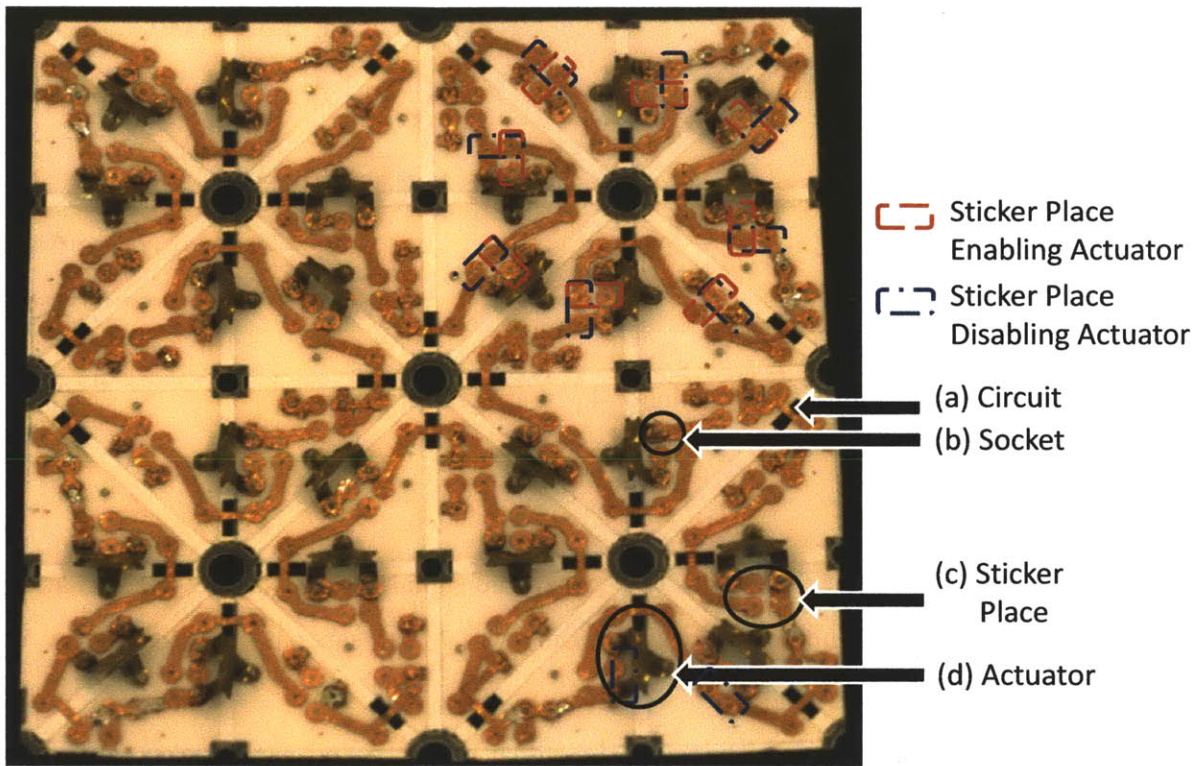 Sticker Place
Enabling Actuator
Sticker Place
Disabling Actuator
(a) Circuit
(b) Socket
(c) Sticker
Place
(d) Actuator